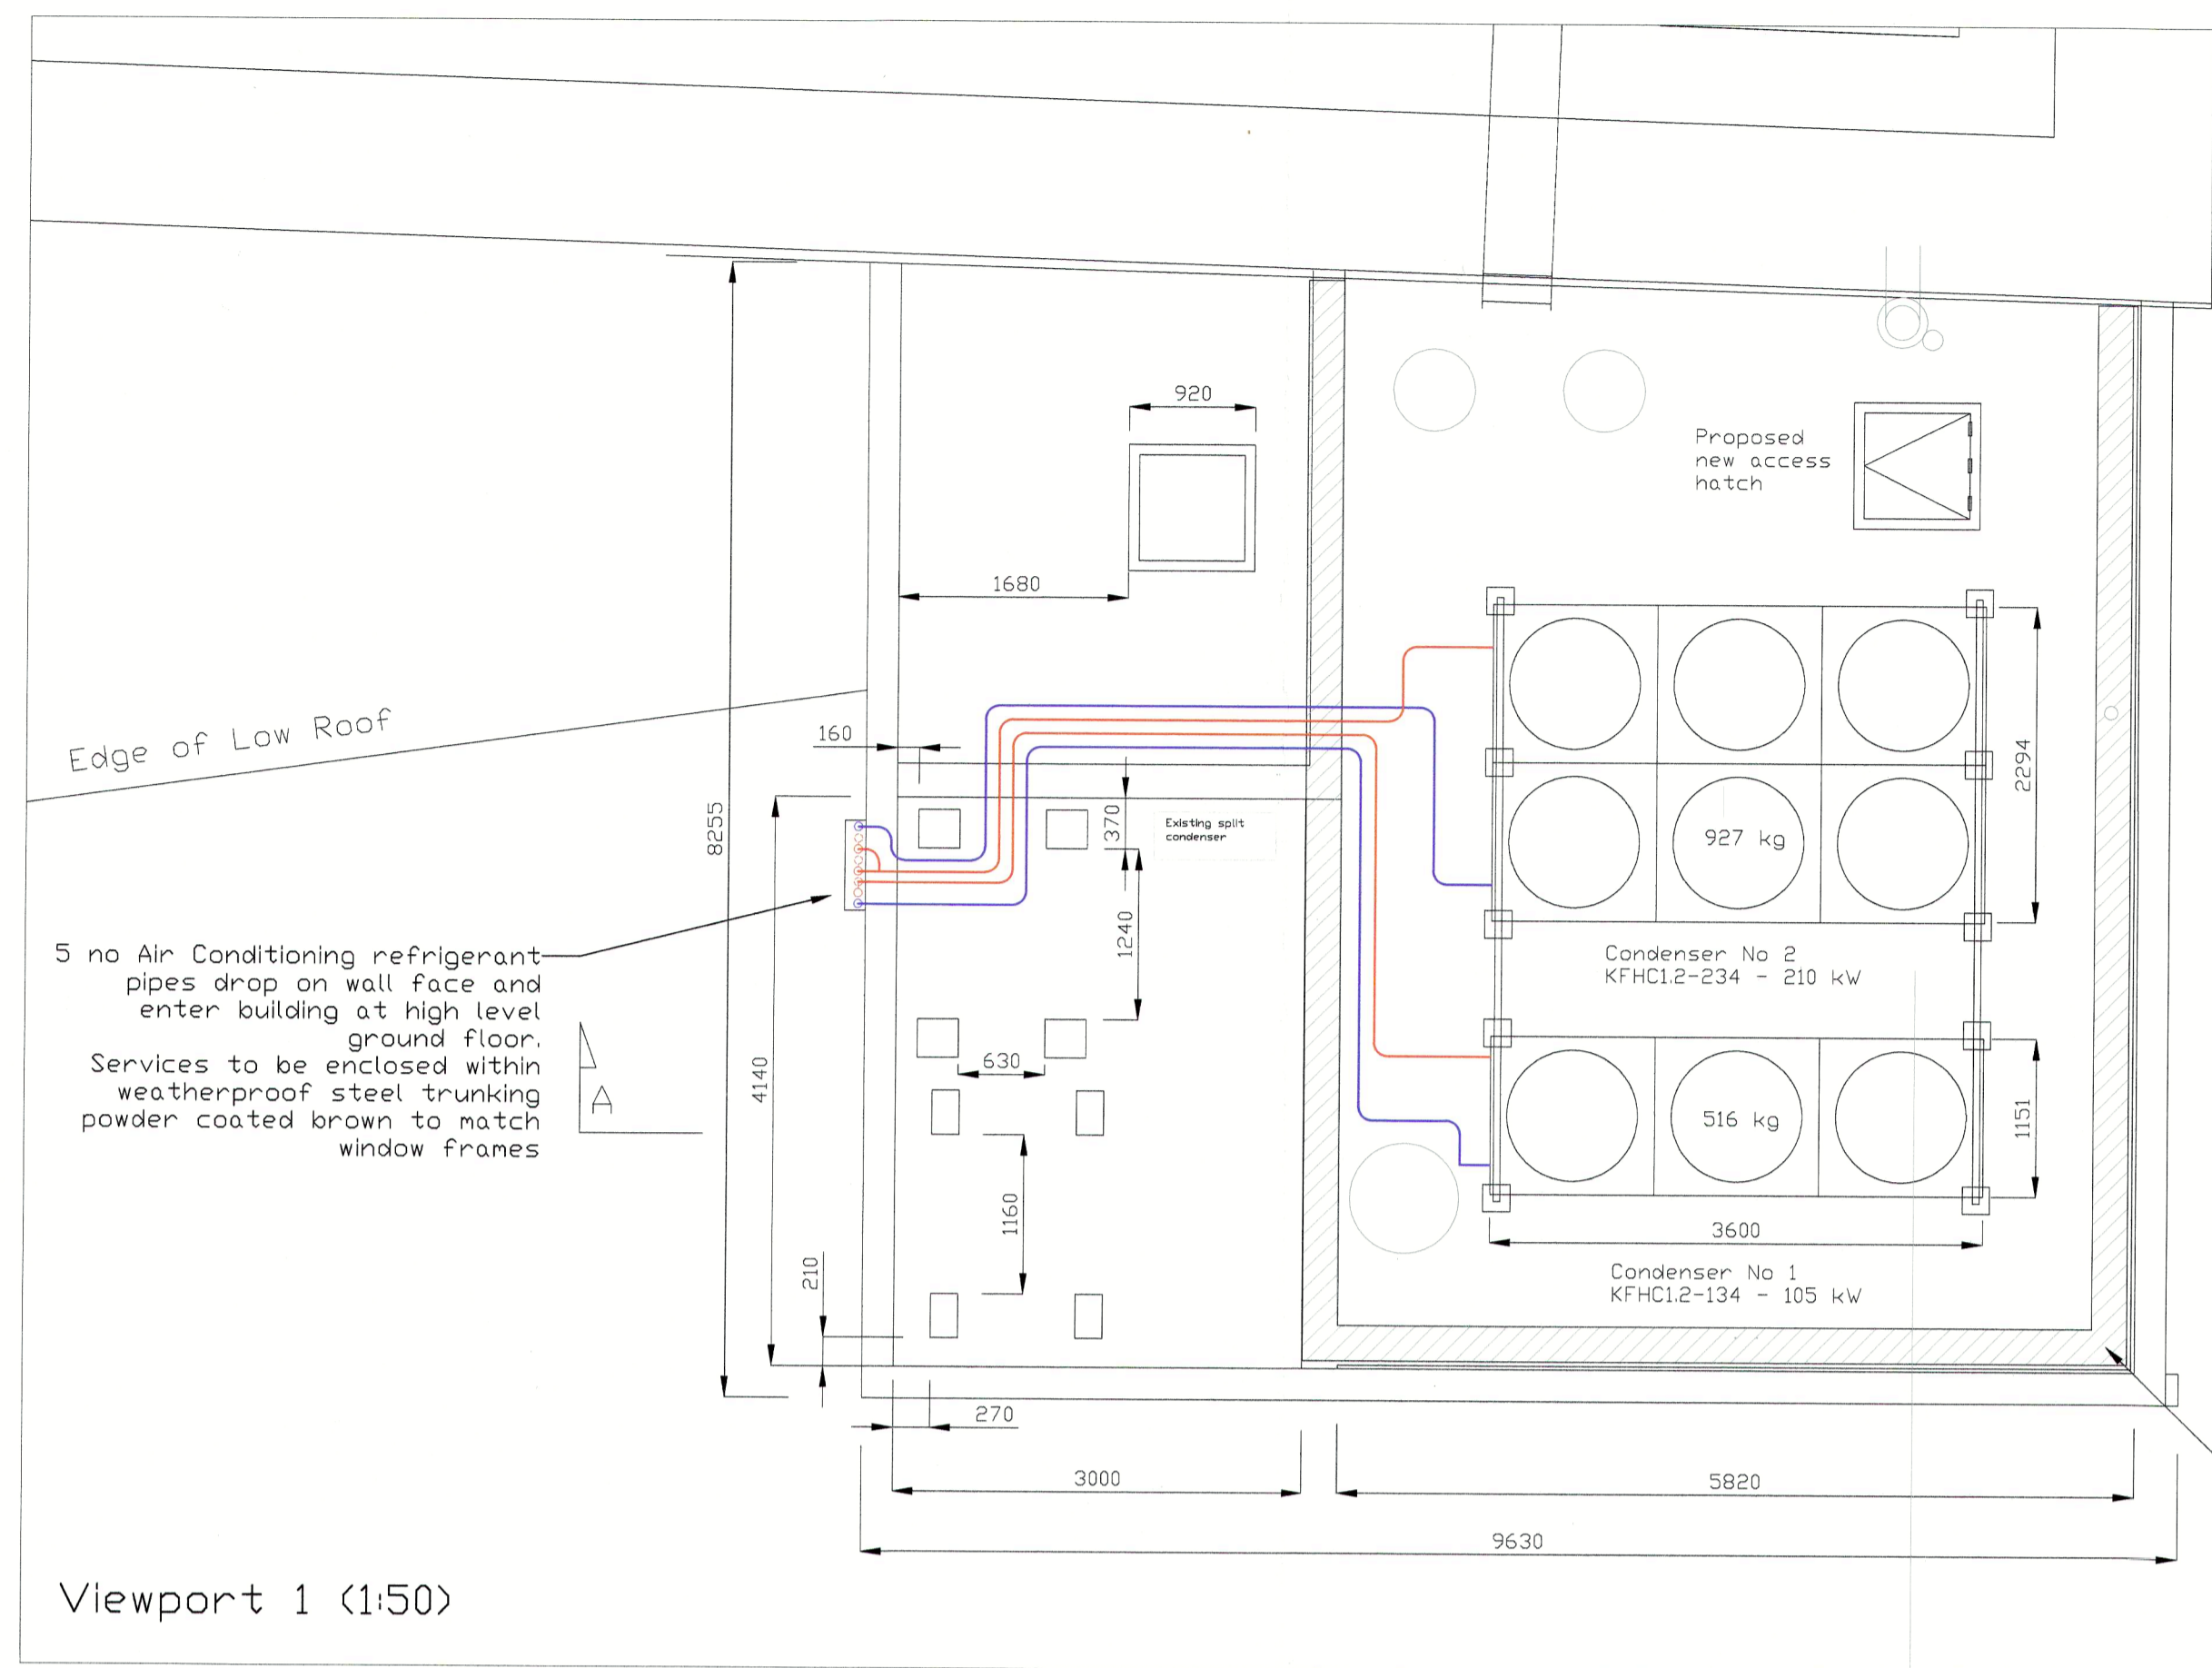 920
Proposed
new access
hatch
1680
Edge of Low Roof
160
8255
370
Existing split
condenser
2294
927 kg
1240
5 no Air Conditioning refrigerant
pipes drop on wall face and
enter building at high level
ground floor.
Services to be enclosed within
weatherproof steel trunking
powder coated brown to match
window frames
A
Condenser No 2
KFHC1.2-234 - 210 kW
4140
630
516 kg
1151
1160
210
3600
Condenser No 1
KFHC1.2-134 - 105 kW
270
3000
5820
9630
Viewport 1 (1:50)